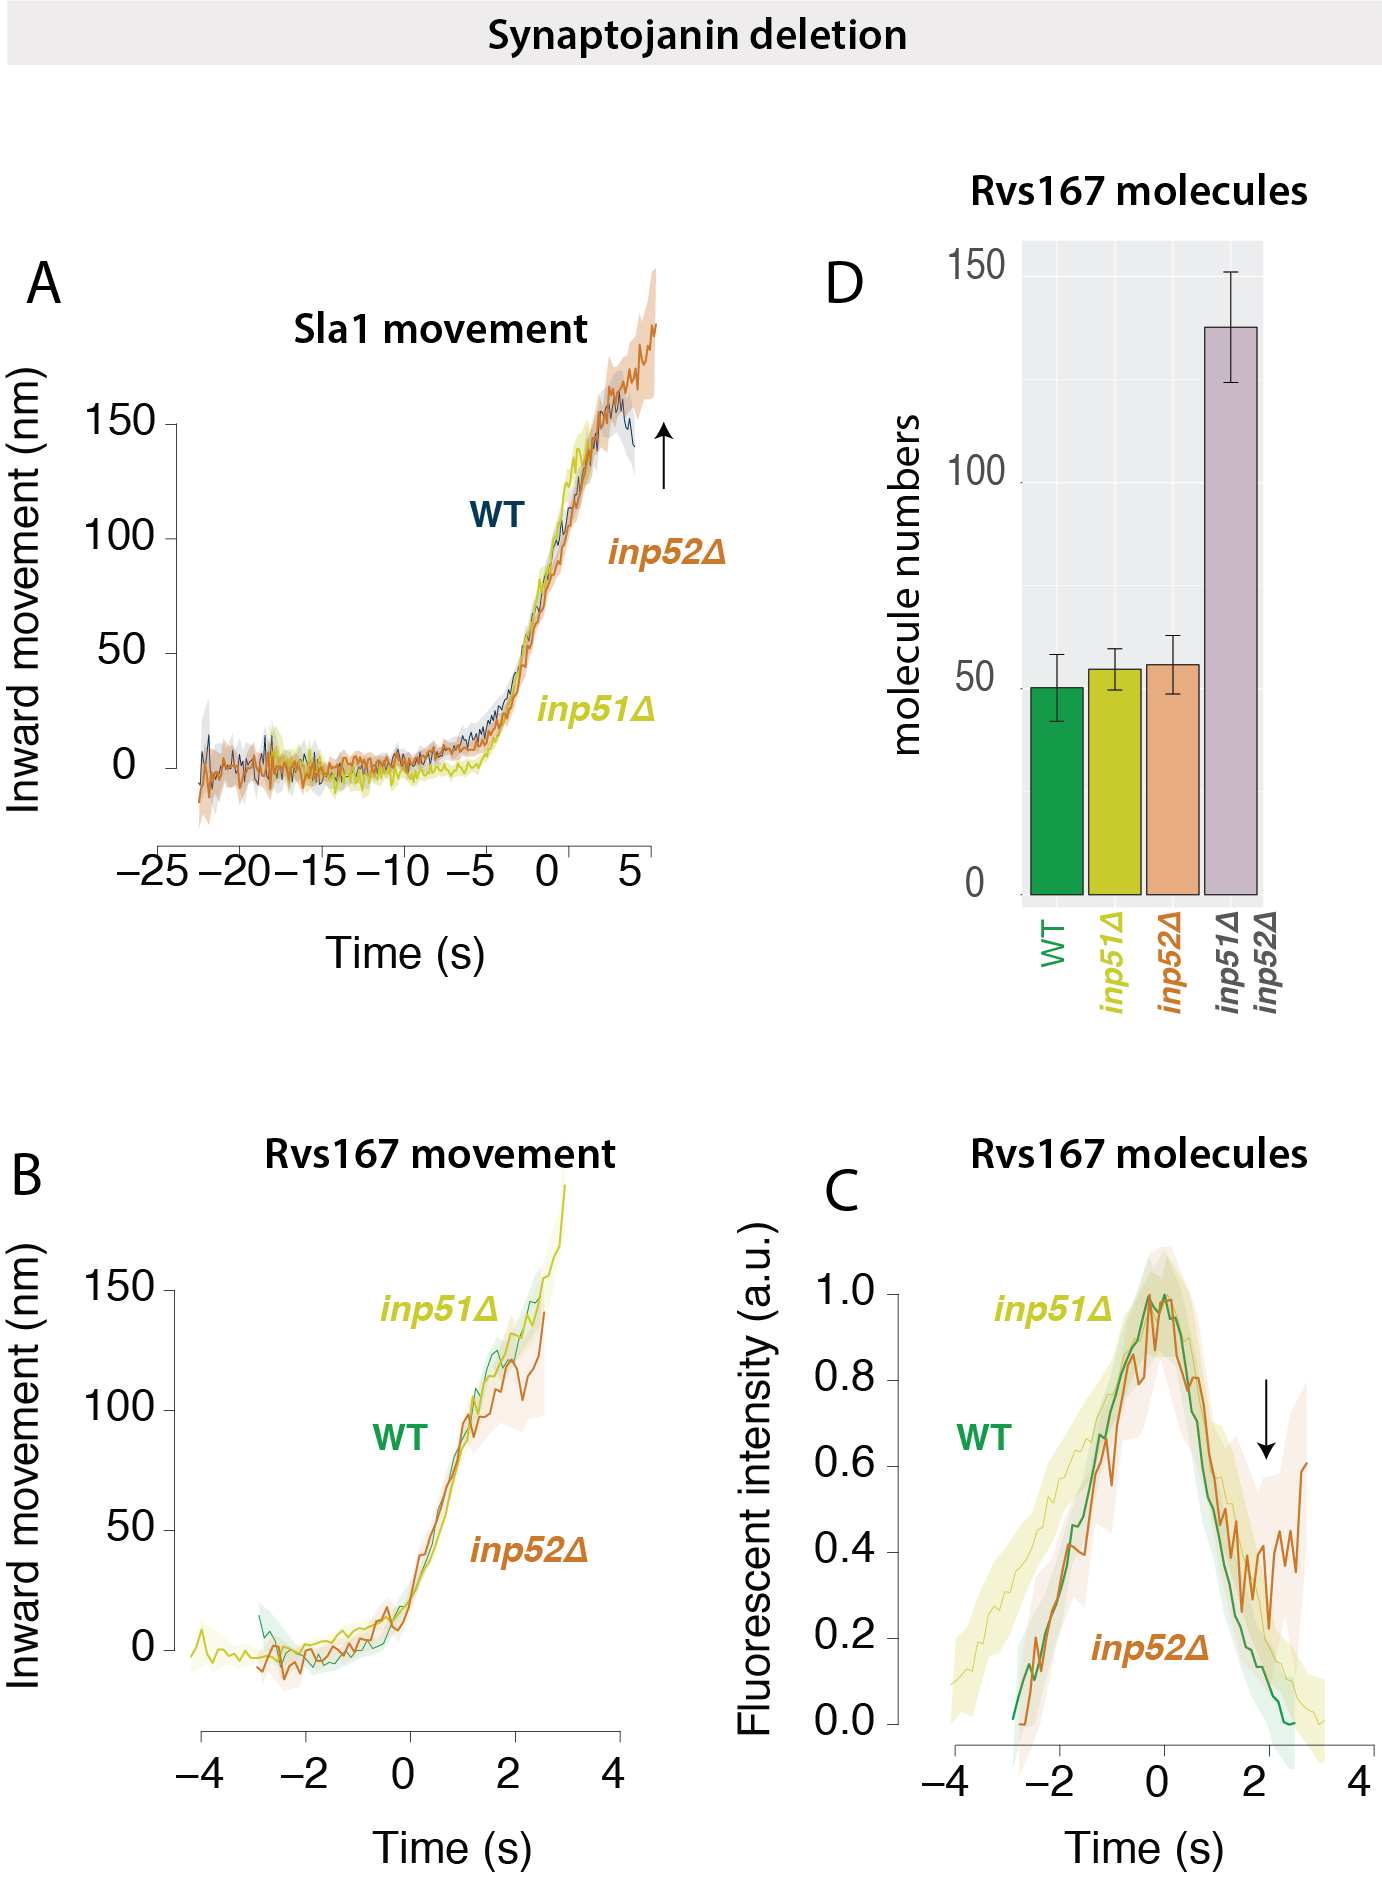 Synaptojanin deletion
A
Sla1 movement
Inward movement (nm)
150
100
50
0
WT
inp52Δ
inp51Δ
−25 −20 −15 −10 −5 0 5
Time (s)
D
Rvs167 molecules
molecule numbers
150
100
50
0
WT
inp51Δ
inp52Δ
inp51Δ
inp52Δ
B
Rvs167 movement
Inward movement (nm)
150
100
50
0
inp51Δ
WT
inp52Δ
−4 −2 0 2 4
Time (s)
C
Rvs167 molecules
Fluorescent intensity (a.u.)
1.0
0.8
0.6
0.4
0.2
0.0
inp51Δ
WT
inp52Δ
−4 −2 0 2 4
Time (s)